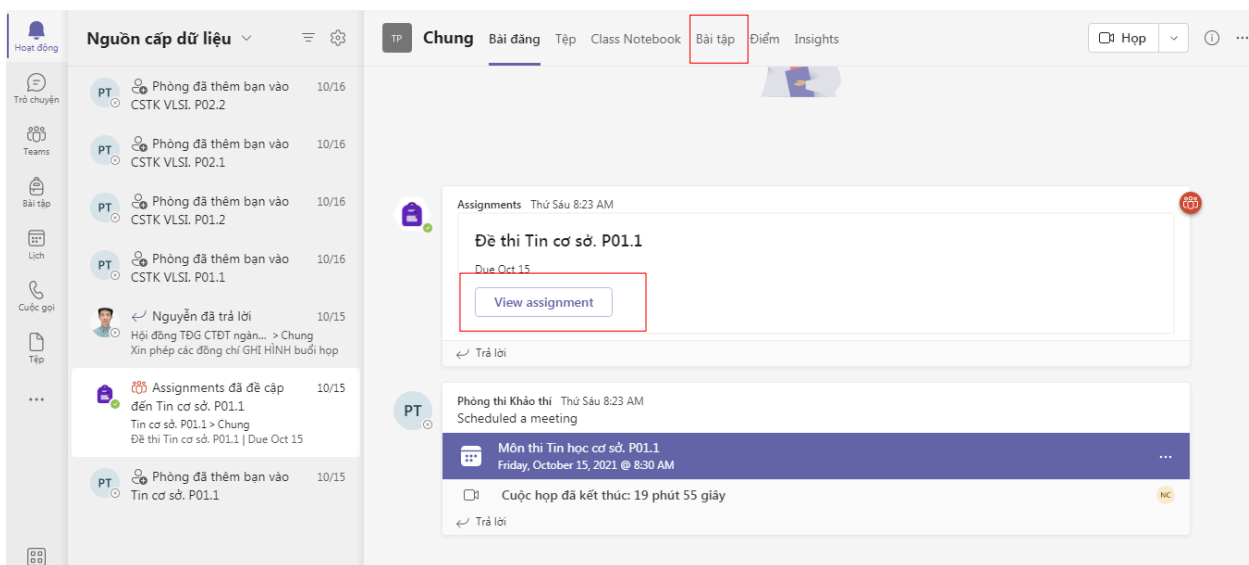 Hoạt động
Trò chuyện
Teams
Bài tập
Lịch
Cuộc gọi
Tệp
Nguồn cấp dữ liệu
PT Phòng đã thêm bạn vào 10/16
CSTK VLSI. P02.2
PT Phòng đã thêm bạn vào 10/16
CSTK VLSI. P02.1
PT Phòng đã thêm bạn vào 10/16
CSTK VLSI. P01.2
PT Phòng đã thêm bạn vào 10/16
CSTK VLSI. P01.1
Nguyễn đã trả lời 10/15
Hội đồng TĐG CTĐT ngàn... > Chung
Xin phép các đồng chí GHI HÌNH buổi họp
Assignments đã đề cập 10/15
đến Tin cơ sở. P01.1
Tin cơ sở. P01.1 > Chung
Đề thi Tin cơ sở. P01.1 | Due Oct 15
PT Phòng đã thêm bạn vào 10/15
Tin cơ sở. P01.1
TP Chung Bài đăng Tệp Class Notebook Bài tập Điểm Insights Họp
Assignments Thứ Sáu 8:23 AM
Đề thi Tin cơ sở. P01.1
Due Oct 15
View assignment
Trả lời
PT Phòng thi Khảo thí Thứ Sáu 8:23 AM
Scheduled a meeting
Môn thi Tin học cơ sở. P01.1
Friday, October 15, 2021 @ 8:30 AM
Cuộc họp đã kết thúc: 19 phút 55 giây NC
Trả lời